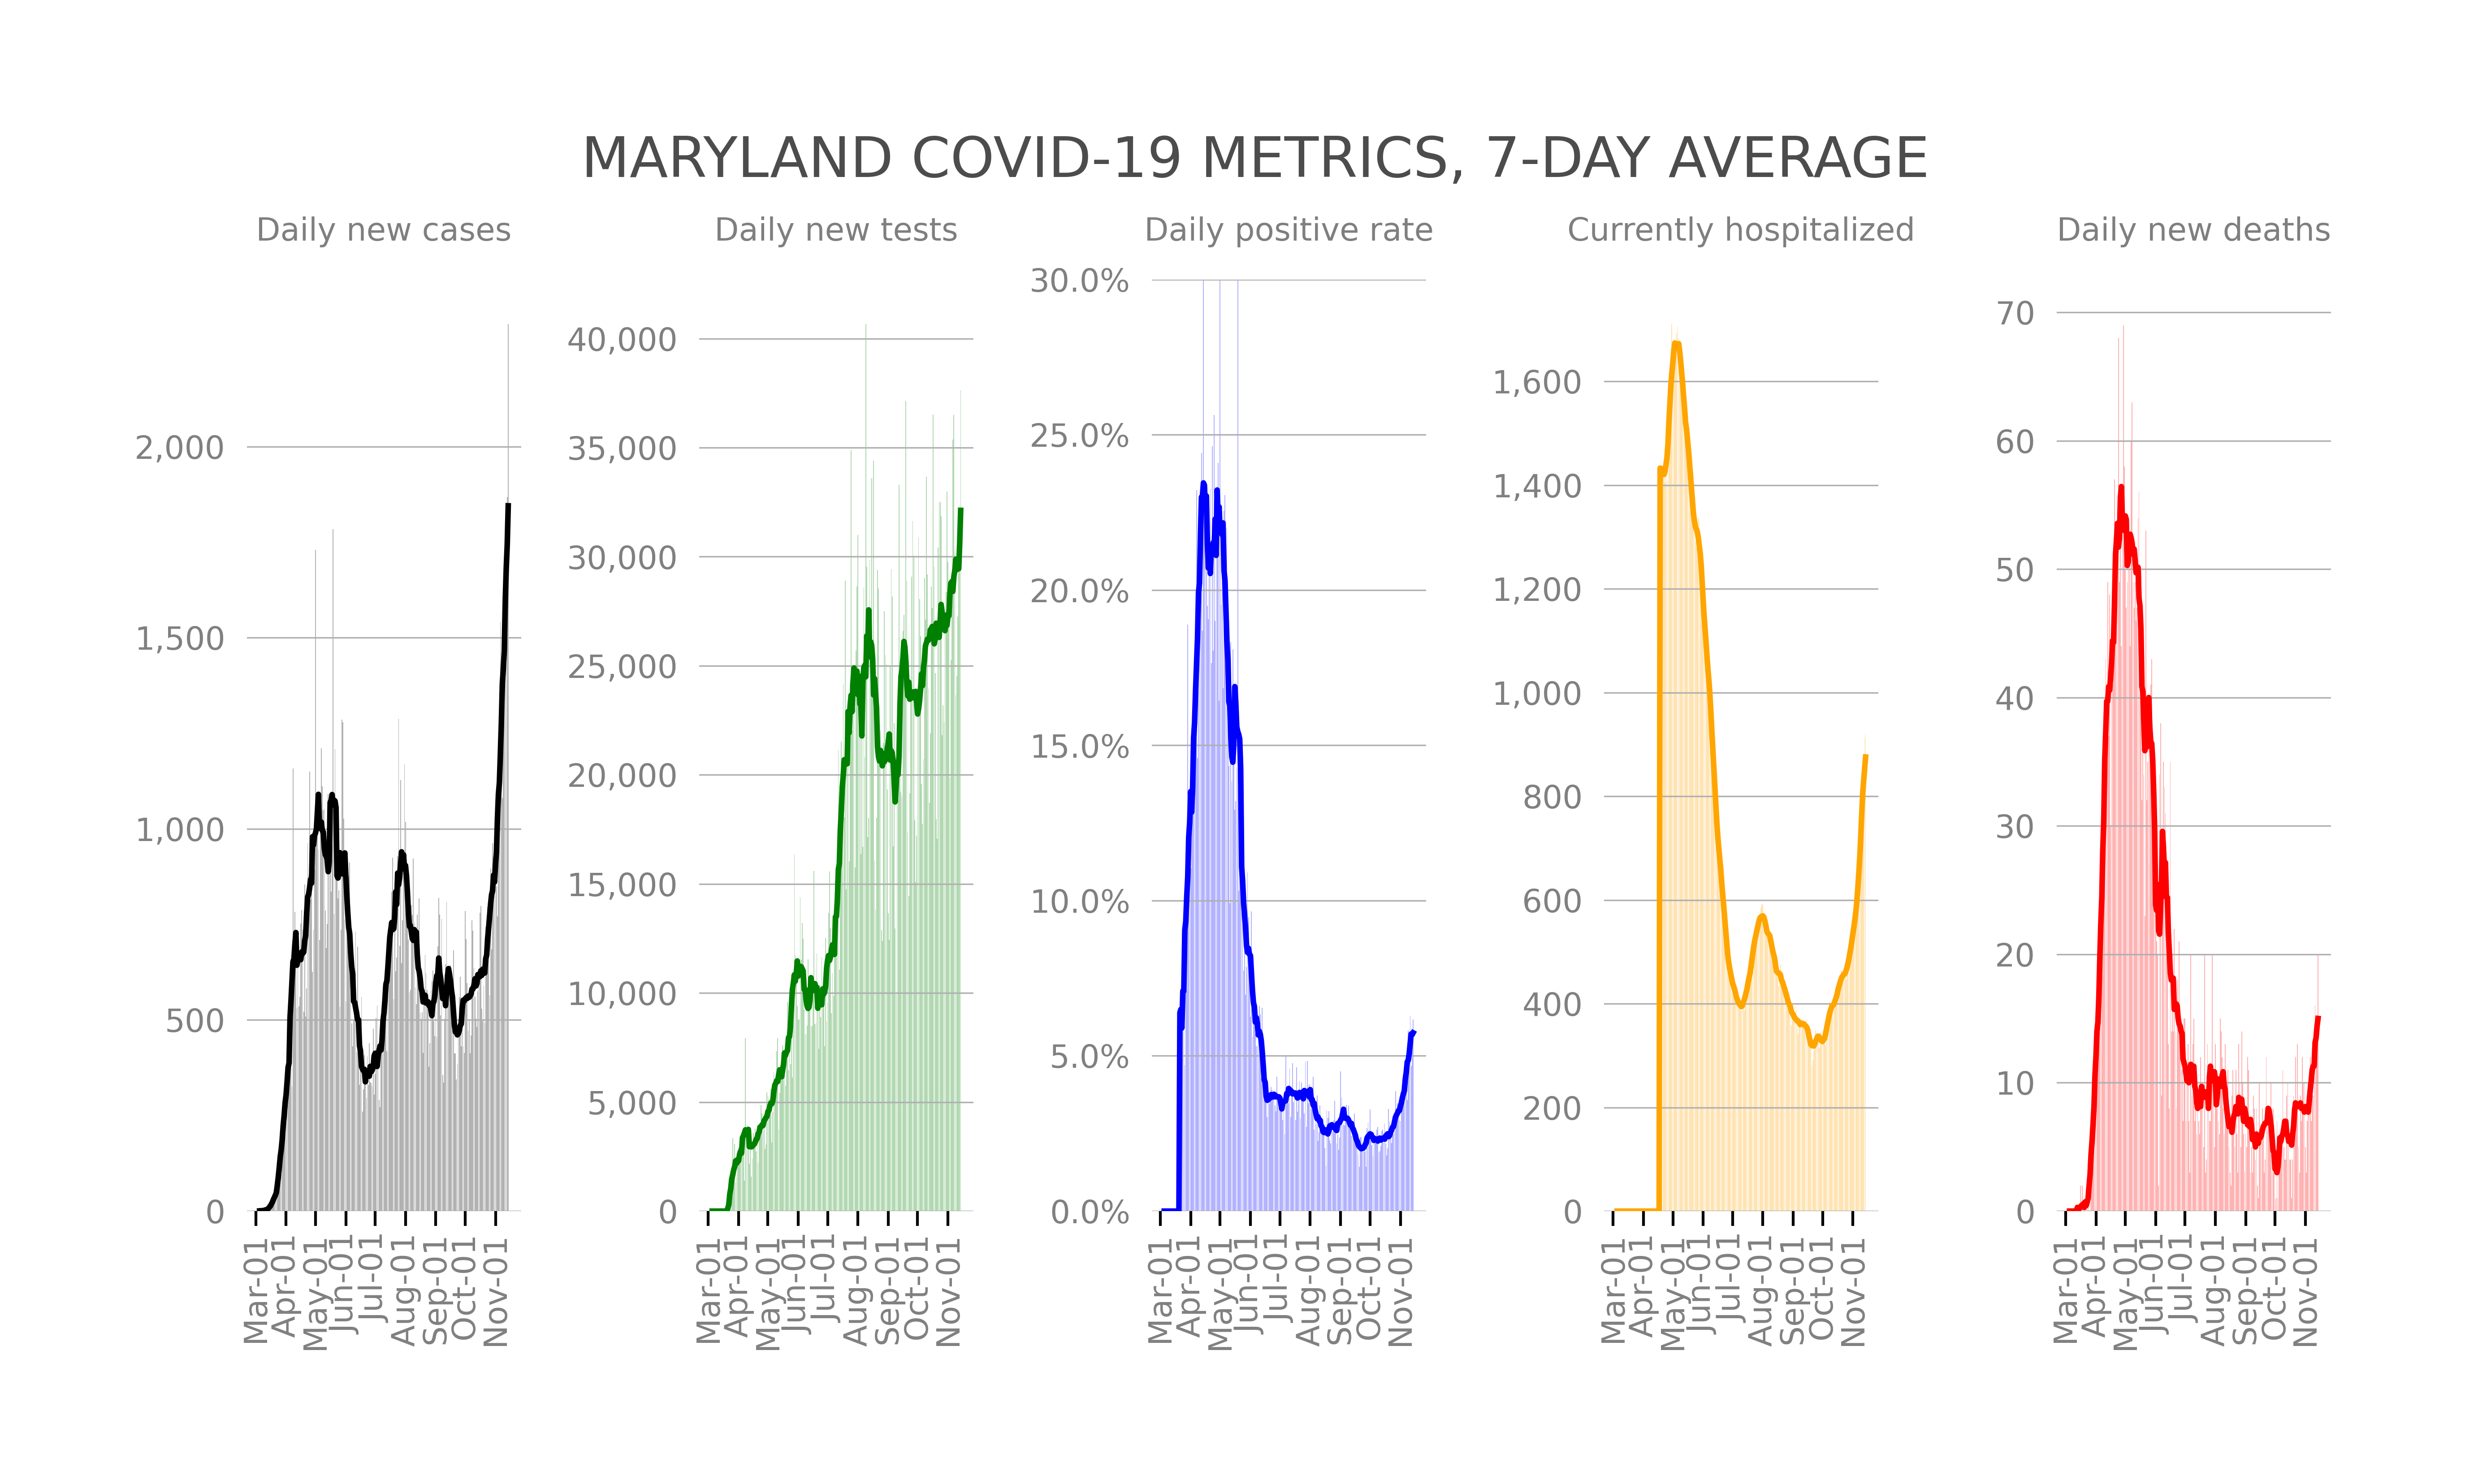 MARYLAND COVID-19 METRICS, 7-DAY AVERAGE
Daily new cases
2,000
1,500
1,000
500
0
Mar-01
Apr-01
May-01
Jun-01
Jul-01
Aug-01
Sep-01
Oct-01
Nov-01
Daily new tests
40,000
35,000
30,000
25,000
20,000
15,000
10,000
5,000
0
Mar-01
Apr-01
May-01
Jun-01
Jul-01
Aug-01
Sep-01
Oct-01
Nov-01
Daily positive rate
30.0%
25.0%
20.0%
15.0%
10.0%
5.0%
0.0%
Mar-01
Apr-01
May-01
Jun-01
Jul-01
Aug-01
Sep-01
Oct-01
Nov-01
Currently hospitalized
1,600
1,400
1,200
1,000
800
600
400
200
0
Mar-01
Apr-01
May-01
Jun-01
Jul-01
Aug-01
Sep-01
Oct-01
Nov-01
Daily new deaths
70
60
50
40
30
20
10
0
Mar-01
Apr-01
May-01
Jun-01
Jul-01
Aug-01
Sep-01
Oct-01
Nov-01